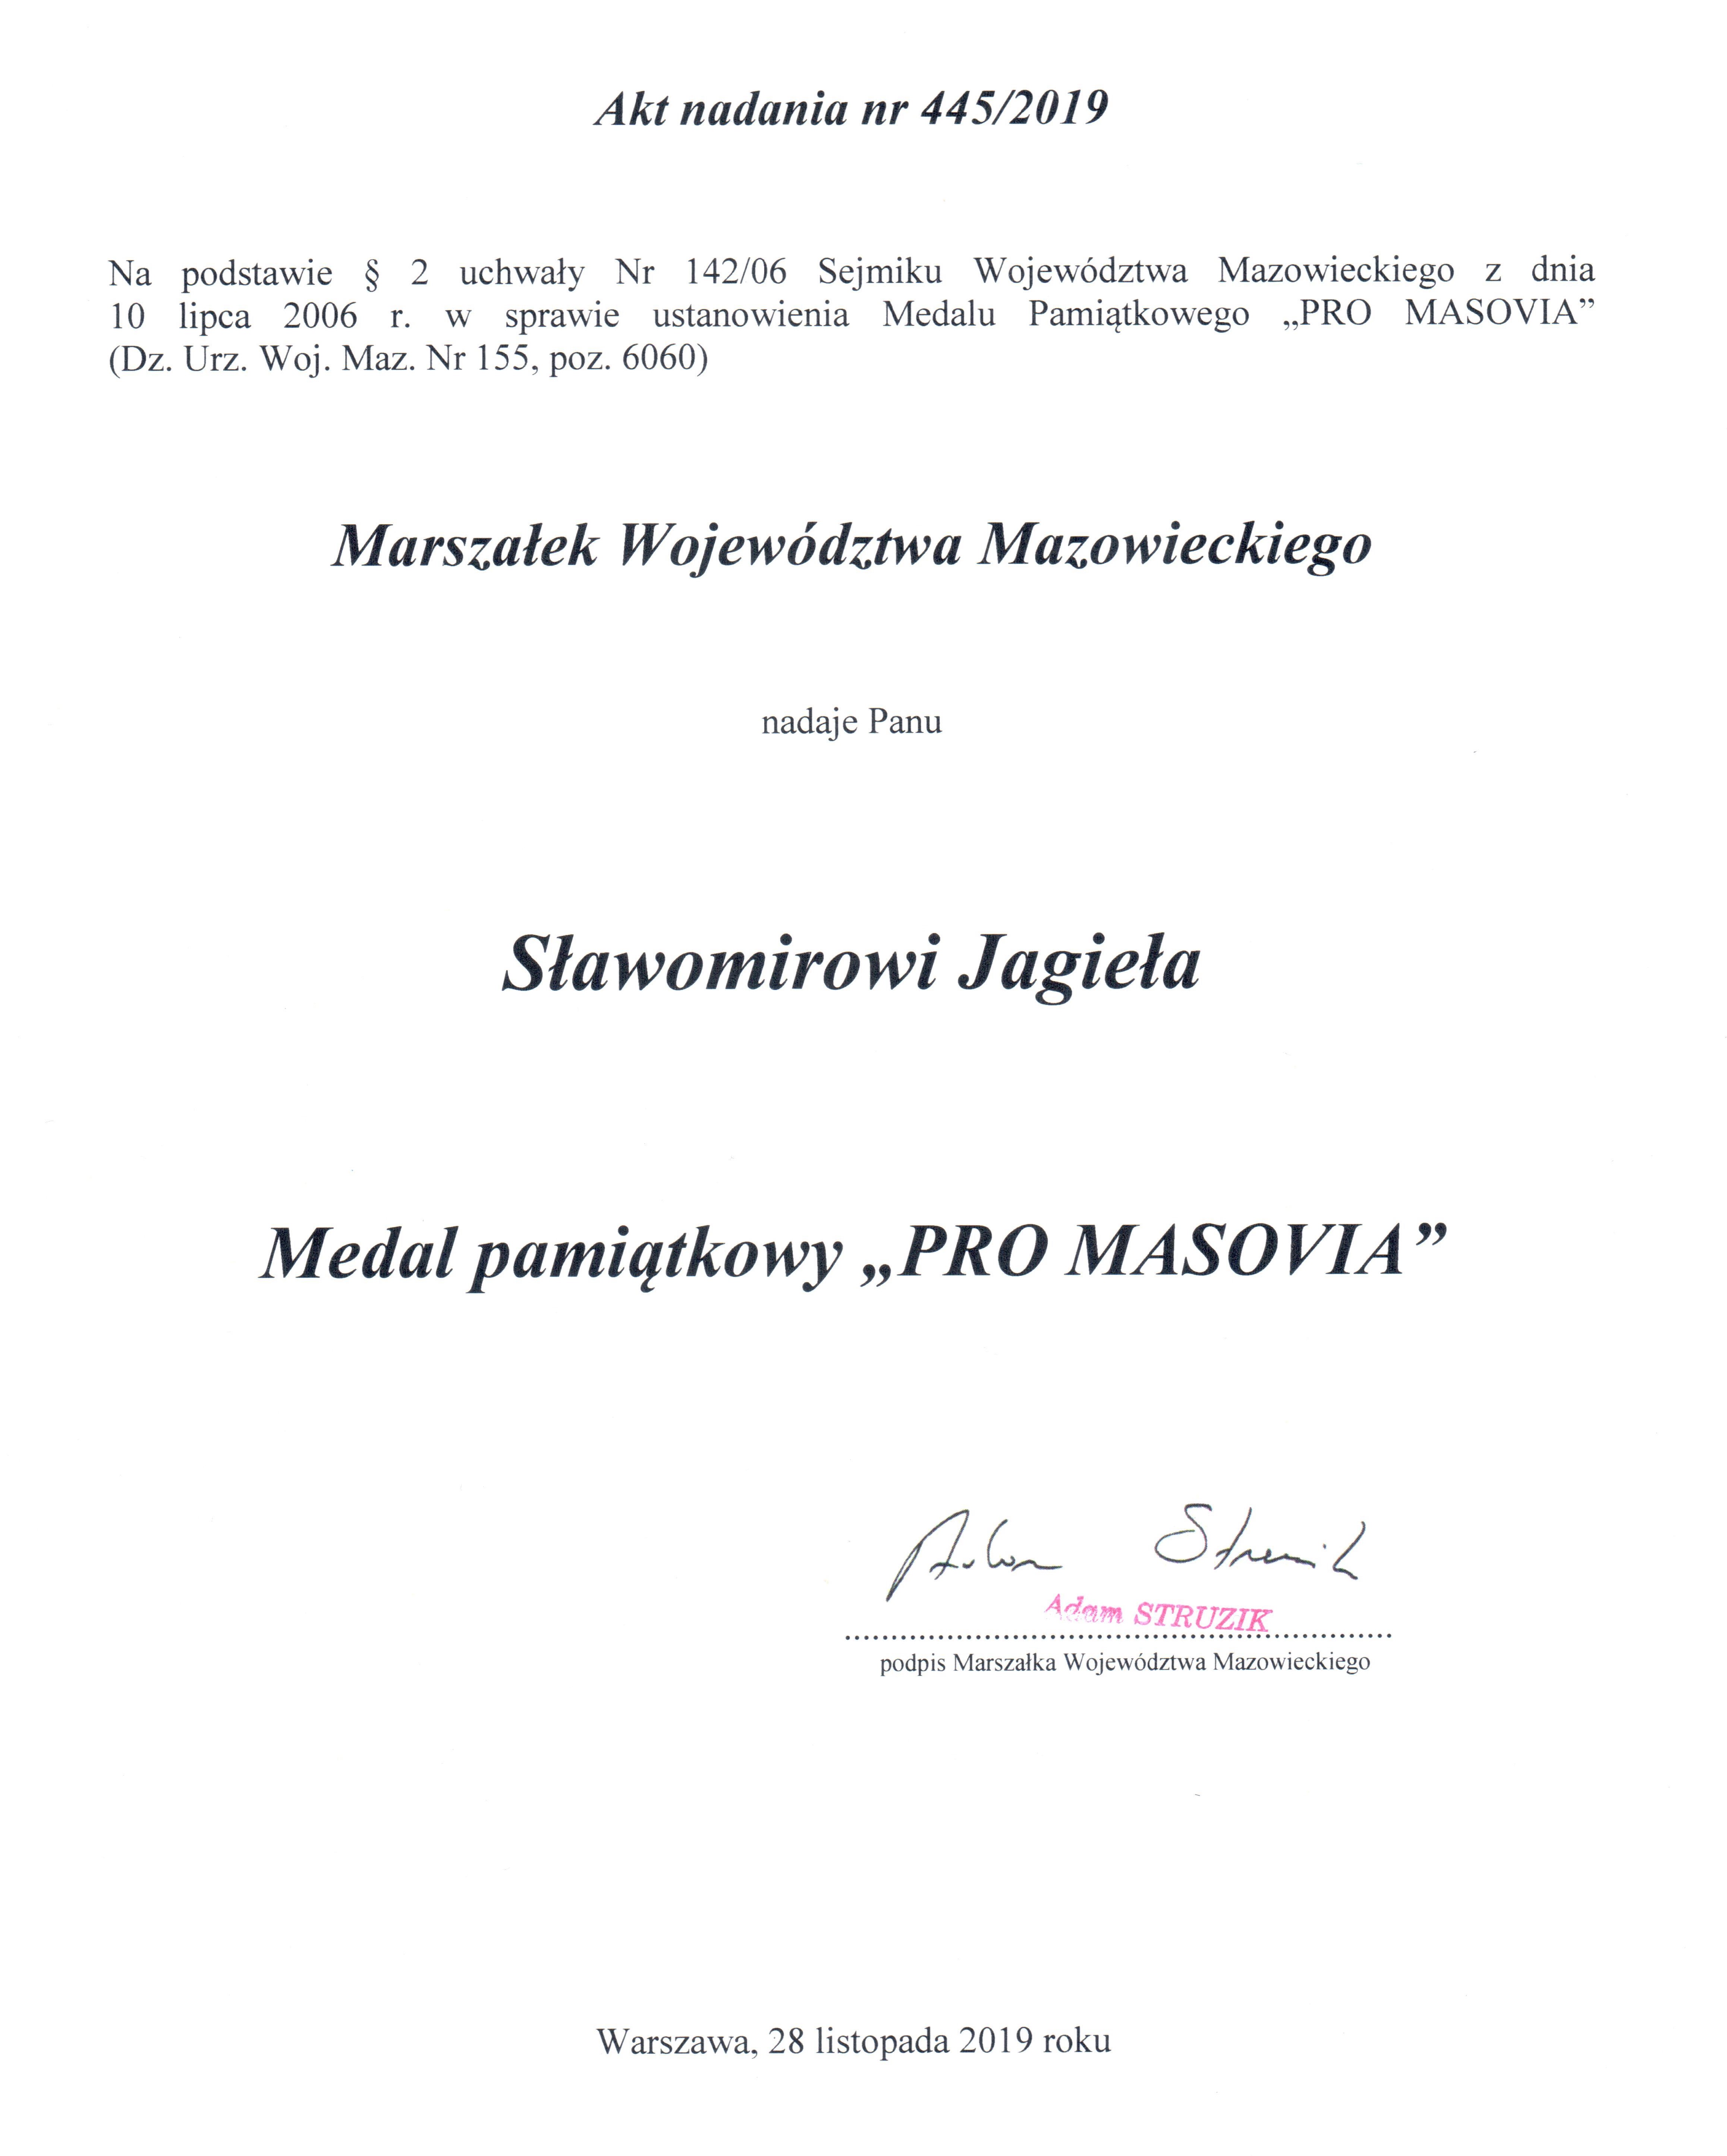 Akt nadania nr 445/2019
Na podstawie § 2 uchwały Nr 142/06 Sejmiku Województwa Mazowieckiego z dnia
10 lipca 2006 r. w sprawie ustanowienia Medalu Pamiątkowego „PRO MASOVIA”
(Dz. Urz. Woj. Maz. Nr 155, poz. 6060)
Marszałek Województwa Mazowieckiego
nadaje Panu
Sławomirowi Jagieła
Medal pamiątkowy „PRO MASOVIA”
Adam Struzik
Adam STRUZIK
podpis Marszałka Województwa Mazowieckiego
Warszawa, 28 listopada 2019 roku